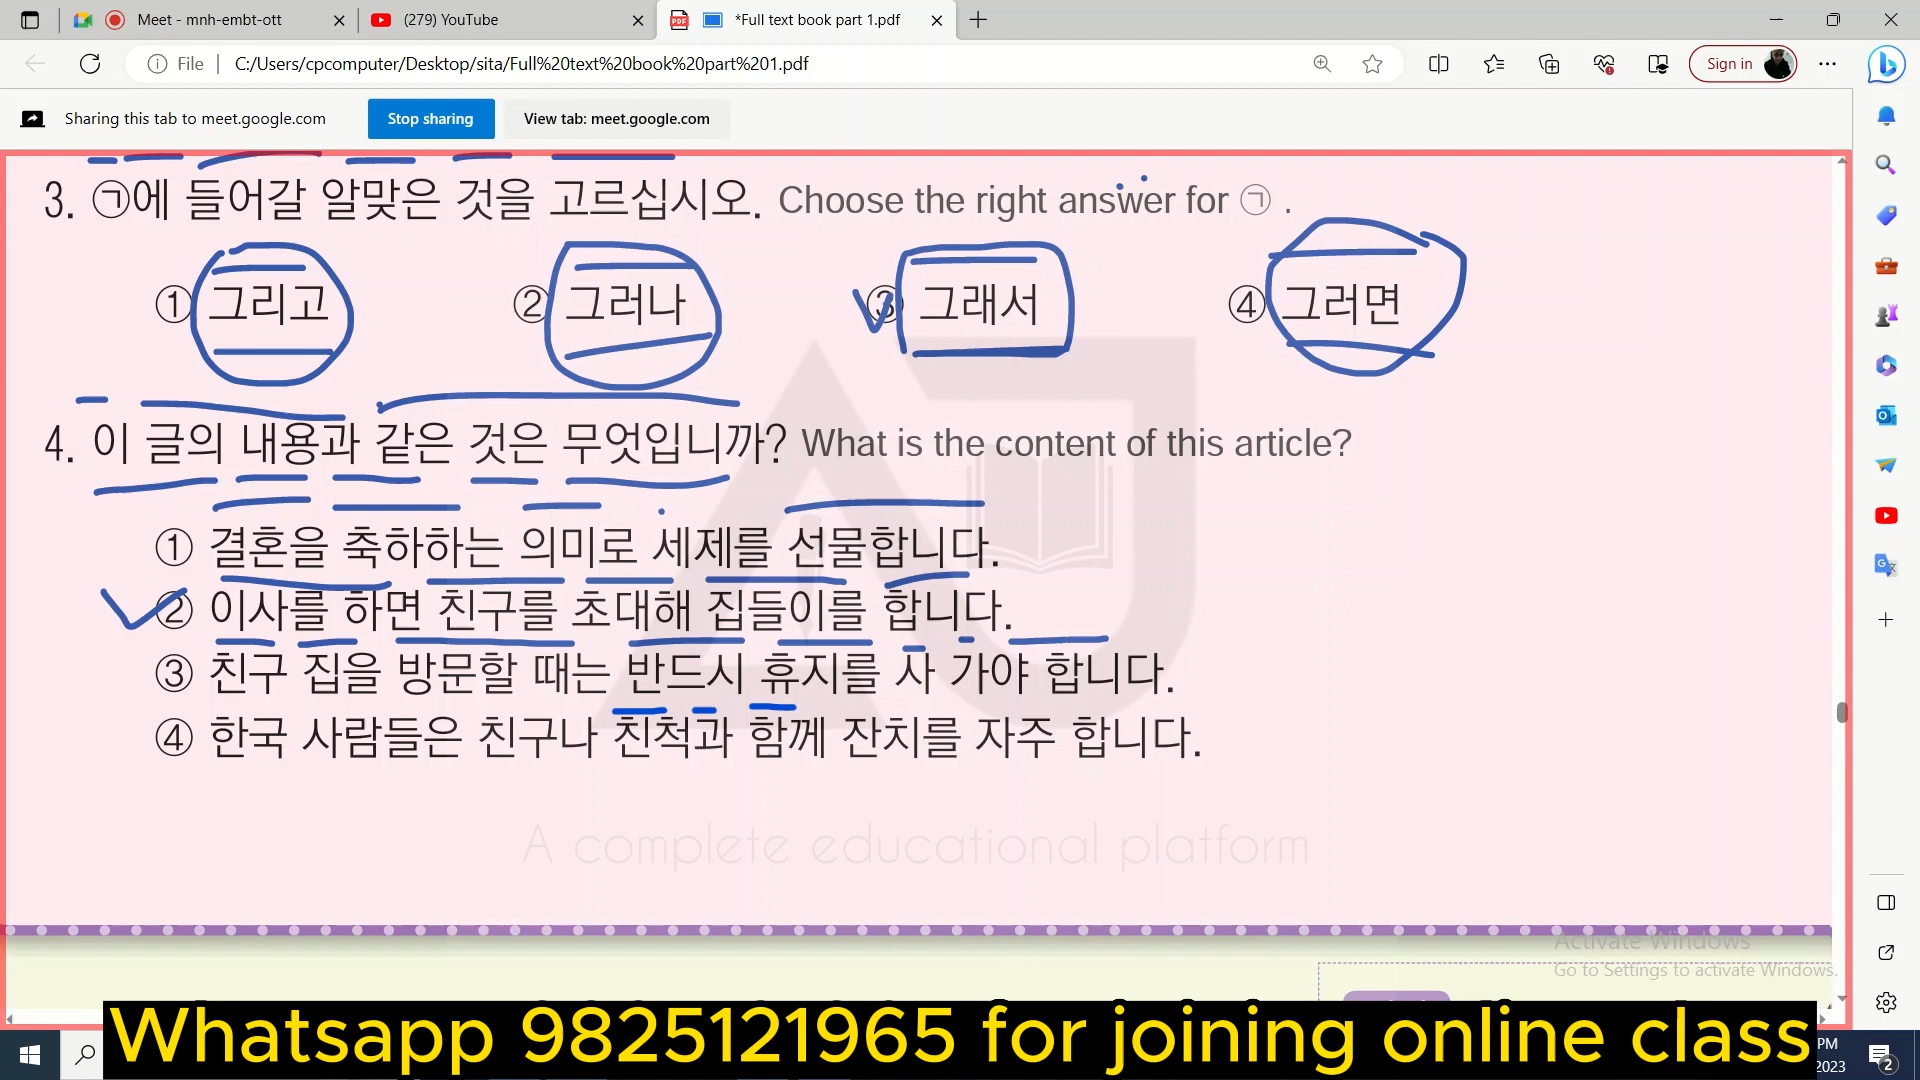 Meet - mnh-embt-ott
(279) YouTube
*Full text book part 1.pdf
File
C:/Users/cpcomputer/Desktop/sita/Full%20text%20book%20part%201.pdf
Sign in
Sharing this tab to meet.google.com
Stop sharing
View tab: meet.google.com
3. ㉠에 들어갈 알맞은 것을 고르십시오. Choose the right answer for ㉠ .
① 그리고 ② 그러나 ③ 그래서 ④ 그러면
4. 이 글의 내용과 같은 것은 무엇입니까? What is the content of this article?
① 결혼을 축하하는 의미로 세제를 선물합니다.
② 이사를 하면 친구를 초대해 집들이를 합니다.
③ 친구 집을 방문할 때는 반드시 휴지를 사 가야 합니다.
④ 한국 사람들은 친구나 친척과 함께 잔치를 자주 합니다.
A complete educational platform
Activate Windows
Go to Settings to activate Windows.
Whatsapp 9825121965 for joining online class
PM
2023
2